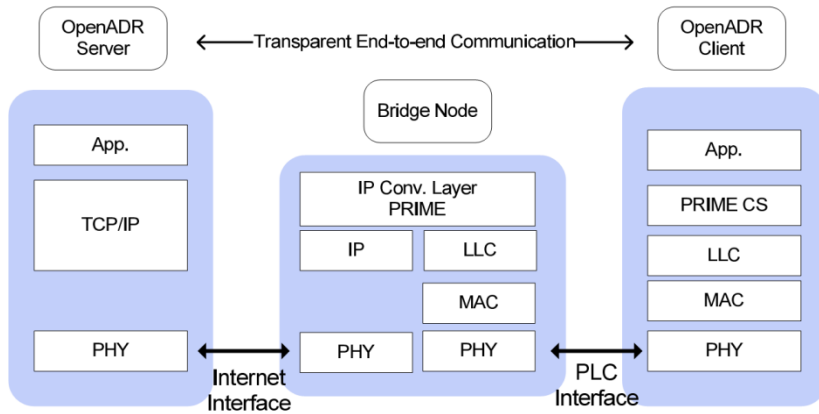 OpenADR
Server
Transparent End-to-end Communication
OpenADR
Client
Bridge Node
App.
TCP/IP
PHY
IP Conv. Layer
PRIME
IP
LLC
MAC
PHY
PHY
App.
PRIME CS
LLC
MAC
PHY
Internet
Interface
PLC
Interface